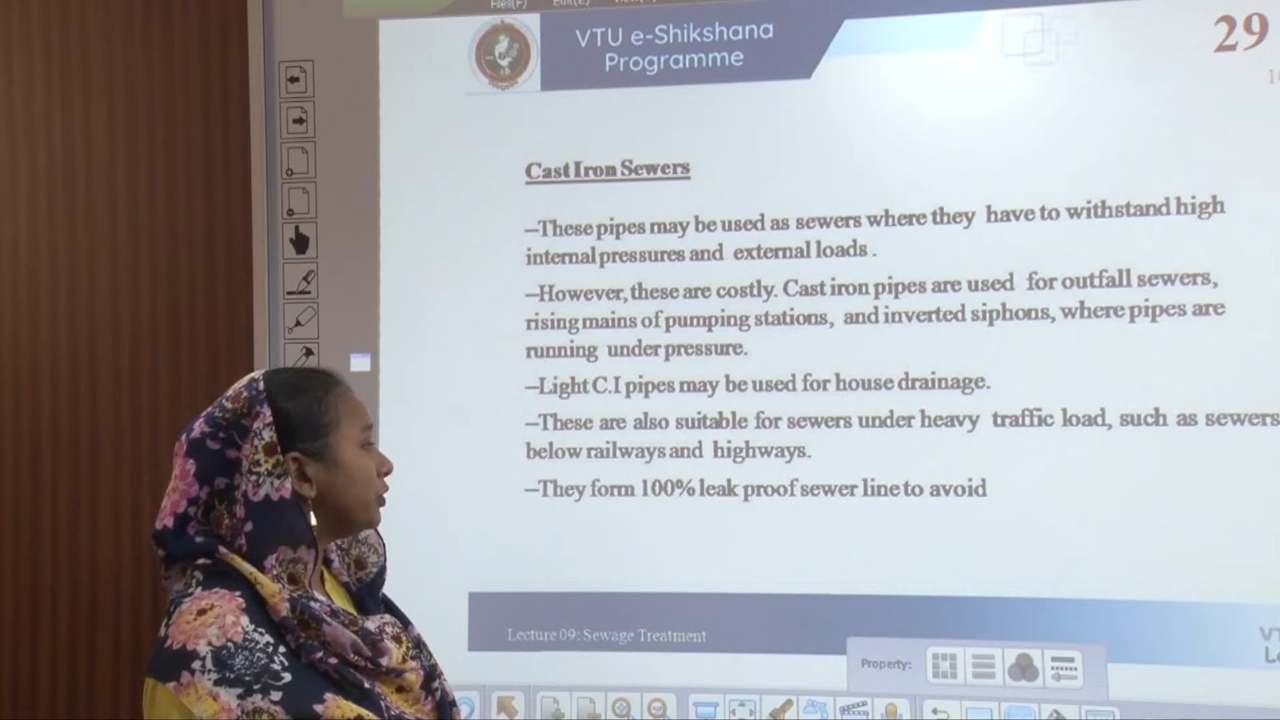 Files(F)
VTU e-Shikshana
Programme
29
Cast Iron Sewers
–These pipes may be used as sewers where they have to withstand high
internal pressures and external loads .
–However, these are costly. Cast iron pipes are used for outfall sewers,
rising mains of pumping stations, and inverted siphons, where pipes are
running under pressure.
–Light C.I pipes may be used for house drainage.
–These are also suitable for sewers under heavy traffic load, such as sewers
below railways and highways.
–They form 100% leak proof sewer line to avoid
Lecture 09: Sewage Treatment
Property: